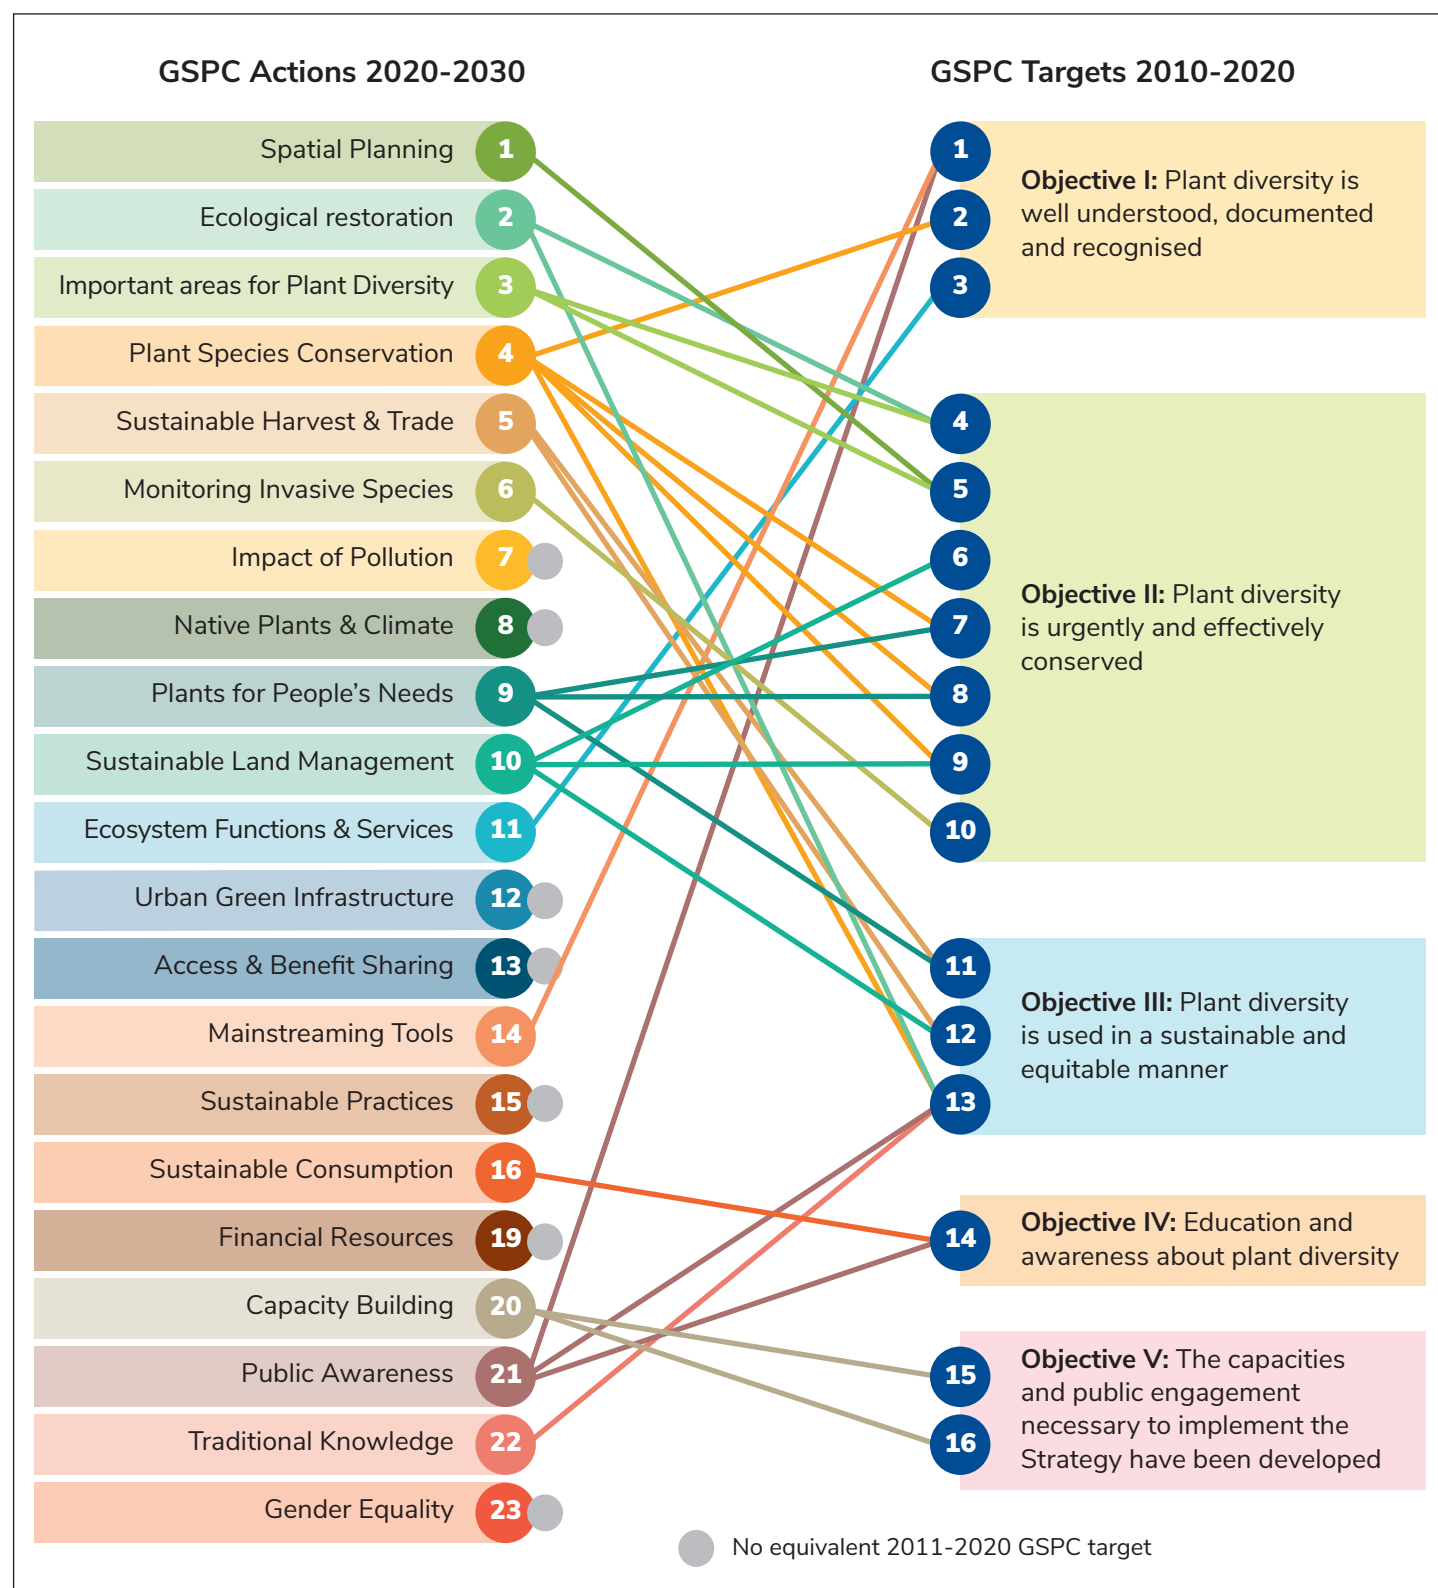 GSPC Actions 2020-2030
Spatial Planning 1
Ecological restoration 2
Important areas for Plant Diversity 3
Plant Species Conservation 4
Sustainable Harvest & Trade 5
Monitoring Invasive Species 6
Impact of Pollution 7
Native Plants & Climate 8
Plants for People's Needs 9
Sustainable Land Management 10
Ecosystem Functions & Services 11
Urban Green Infrastructure 12
Access & Benefit Sharing 13
Mainstreaming Tools 14
Sustainable Practices 15
Sustainable Consumption 16
Financial Resources 19
Capacity Building 20
Public Awareness 21
Traditional Knowledge 22
Gender Equality 23
GSPC Targets 2010-2020
1
2
3
Objective I: Plant diversity is
well understood, documented
and recognised
4
5
6
7
8
9
10
Objective II: Plant diversity
is urgently and effectively
conserved
11
12
13
Objective III: Plant diversity
is used in a sustainable and
equitable manner
14
Objective IV: Education and
awareness about plant diversity
15
16
Objective V: The capacities
and public engagement
necessary to implement the
Strategy have been developed
No equivalent 2011-2020 GSPC target